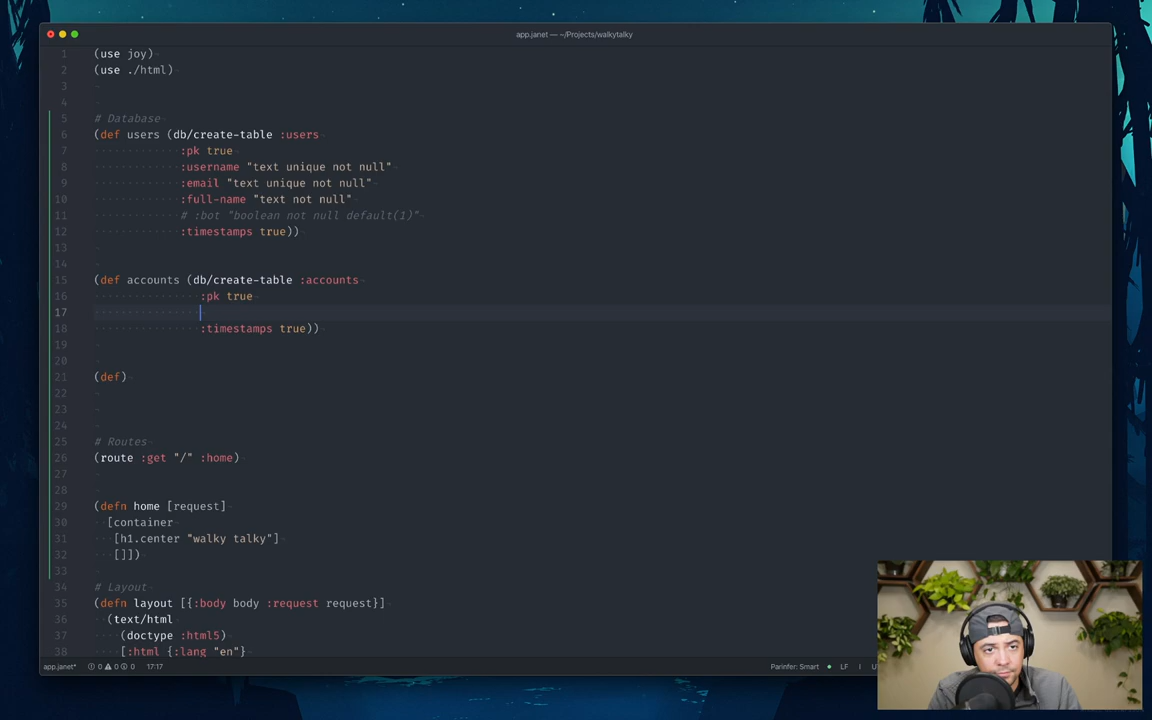 app.janet — ~/Projects/walkytalky
1 (use joy)
2 (use ./html)
3
4
5 # Database
6 (def users (db/create-table :users
7 :pk true
8 :username "text unique not null"
9 :email "text unique not null"
10 :full-name "text not null"
11 # :bot "boolean not null default(1)"
12 :timestamps true))
13
14
15 (def accounts (db/create-table :accounts
16 :pk true
17
18 :timestamps true))
19
20
21 (def)
22
23
24
25 # Routes
26 (route :get "/" :home)
27
28
29 (defn home [request]
30 [container
31 [h1.center "walky talky"]
32 []])
33
34 # Layout
35 (defn layout [{:body body :request request}]
36 (text/html
37 (doctype :html5)
38 [:html {:lang "en"}
app.janet* 0 0 0 17:17 Parinfer: Smart LF